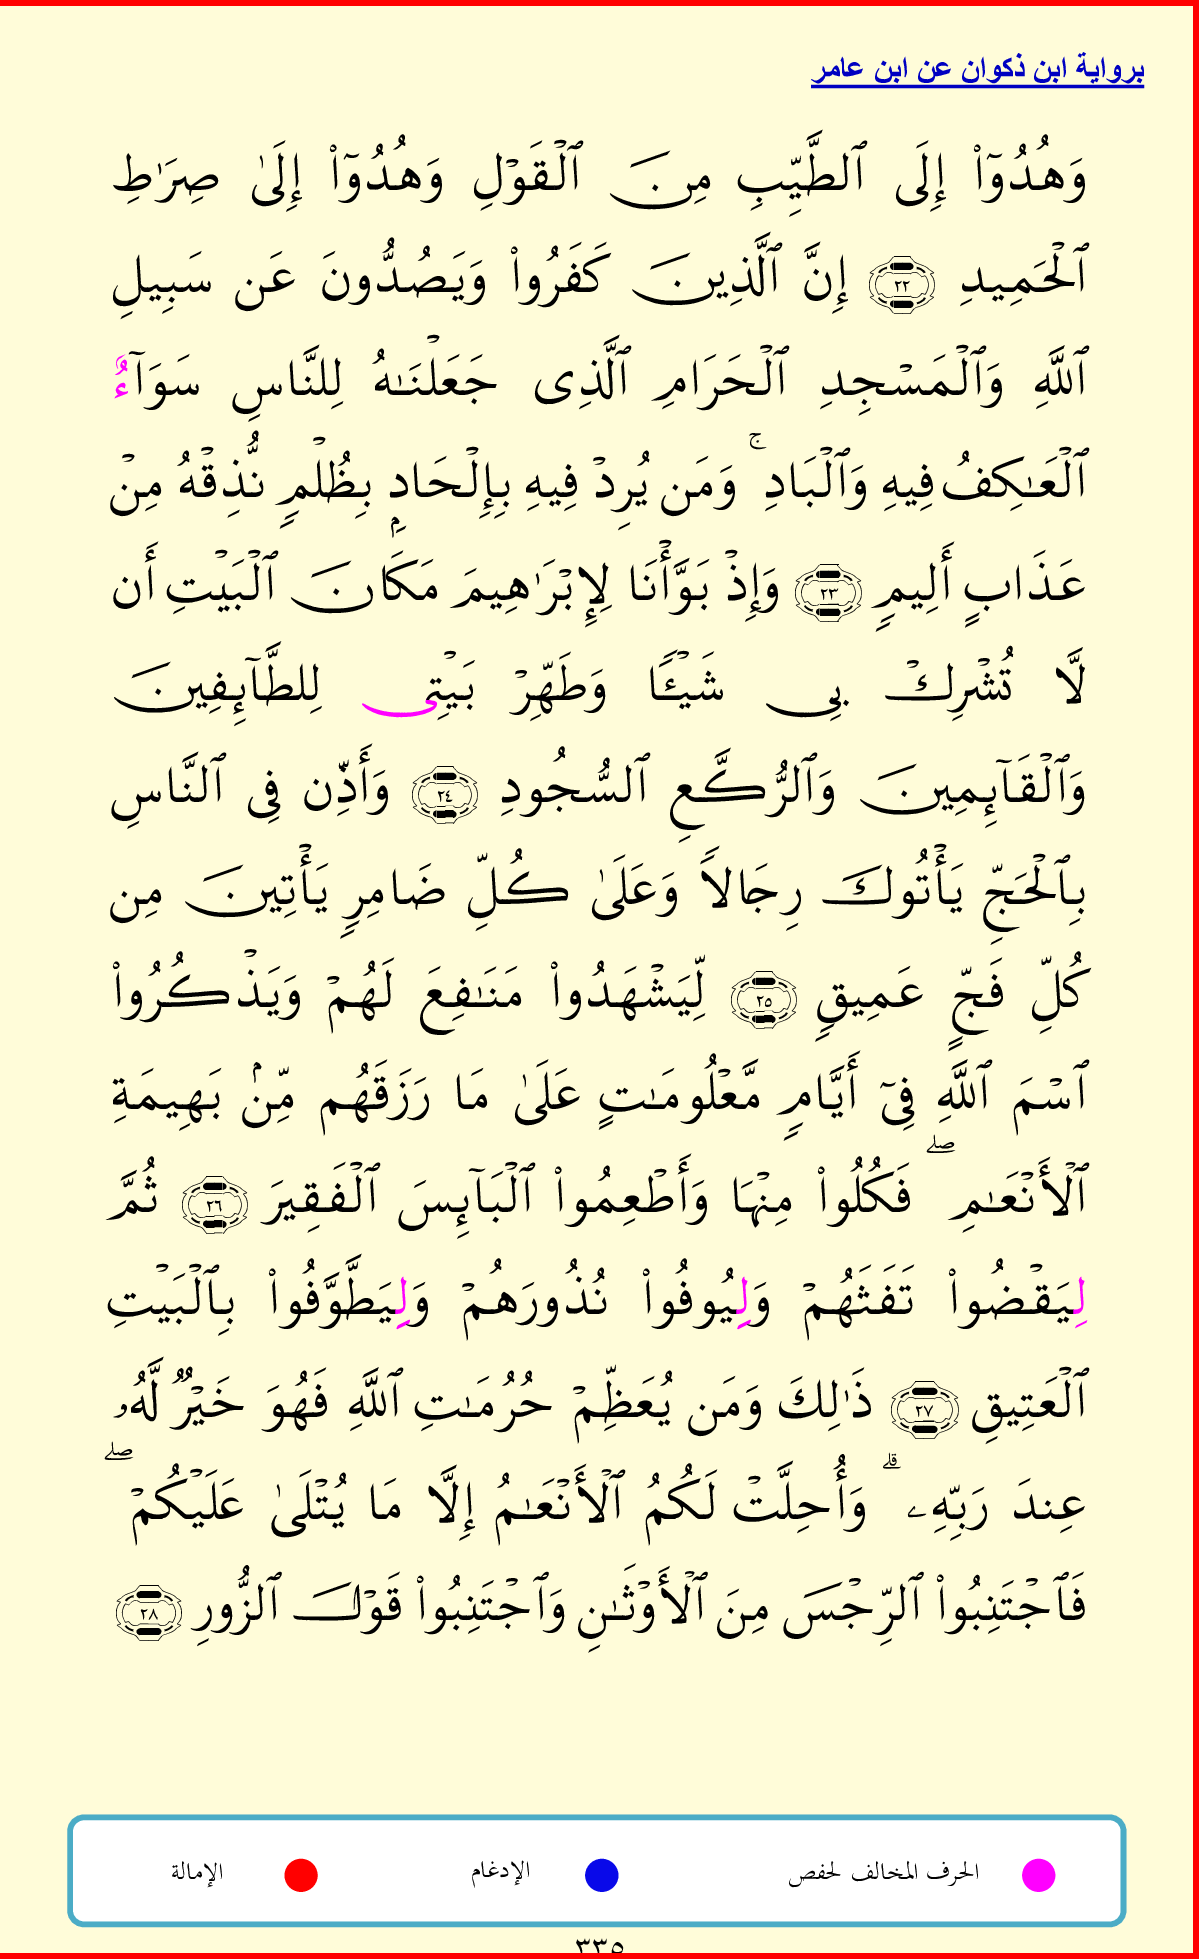 برواية ابن ذكوان عن ابن عامر
وَهُدُوٓا۟ إِلَى ٱلطَّيِّبِ مِنَ ٱلْقَوْلِ وَهُدُوٓا۟ إِلَىٰ صِرَٰطِ
ٱلْحَمِيدِ ٢٢ إِنَّ ٱلَّذِينَ كَفَرُوا۟ وَيَصُدُّونَ عَن سَبِيلِ
ٱللَّهِ وَٱلْمَسْجِدِ ٱلْحَرَامِ ٱلَّذِى جَعَلْنَـٰهُ لِلنَّاسِ سَوَآءٌ
ٱلْعَـٰكِفُ فِيهِ وَٱلْبَادِ ۚ وَمَن يُرِدْ فِيهِ بِإِلْحَادٍۭ بِظُلْمٍ نُّذِقْهُ مِنْ
عَذَابٍ أَلِيمٍ ٢٣ وَإِذْ بَوَّأْنَا لِإِبْرَٰهِيمَ مَكَانَ ٱلْبَيْتِ أَن
لَّا تُشْرِكْ بِى شَيْـًٔا وَطَهِّرْ بَيْتِى لِلطَّآئِفِينَ
وَٱلْقَآئِمِينَ وَٱلرُّكَّعِ ٱلسُّجُودِ ٢٤ وَأَذِّن فِى ٱلنَّاسِ
بِٱلْحَجِّ يَأْتُوكَ رِجَالًا وَعَلَىٰ كُلِّ ضَامِرٍ يَأْتِينَ مِن
كُلِّ فَجٍّ عَمِيقٍ ٢٥ لِّيَشْهَدُوا۟ مَنَـٰفِعَ لَهُمْ وَيَذْكُرُوا۟
ٱسْمَ ٱللَّهِ فِىٓ أَيَّامٍ مَّعْلُومَـٰتٍ عَلَىٰ مَا رَزَقَهُم مِّنۢ بَهِيمَةِ
ٱلْأَنْعَـٰمِ ۖ فَكُلُوا۟ مِنْهَا وَأَطْعِمُوا۟ ٱلْبَآئِسَ ٱلْفَقِيرَ ٢٦ ثُمَّ
لِيَقْضُوا۟ تَفَثَهُمْ وَلِيُوفُوا۟ نُذُورَهُمْ وَلِيَطَّوَّفُوا۟ بِٱلْبَيْتِ
ٱلْعَتِيقِ ٢٧ ذَٰلِكَ وَمَن يُعَظِّمْ حُرُمَـٰتِ ٱللَّهِ فَهُوَ خَيْرٌ لَّهُۥ
عِندَ رَبِّهِۦ ۗ وَأُحِلَّتْ لَكُمُ ٱلْأَنْعَـٰمُ إِلَّا مَا يُتْلَىٰ عَلَيْكُمْ ۖ
فَٱجْتَنِبُوا۟ ٱلرِّجْسَ مِنَ ٱلْأَوْثَـٰنِ وَٱجْتَنِبُوا۟ قَوْلَ ٱلزُّورِ ٢٨
الحرف المخالف لحفص الإدغام الإمالة
٣٣٥